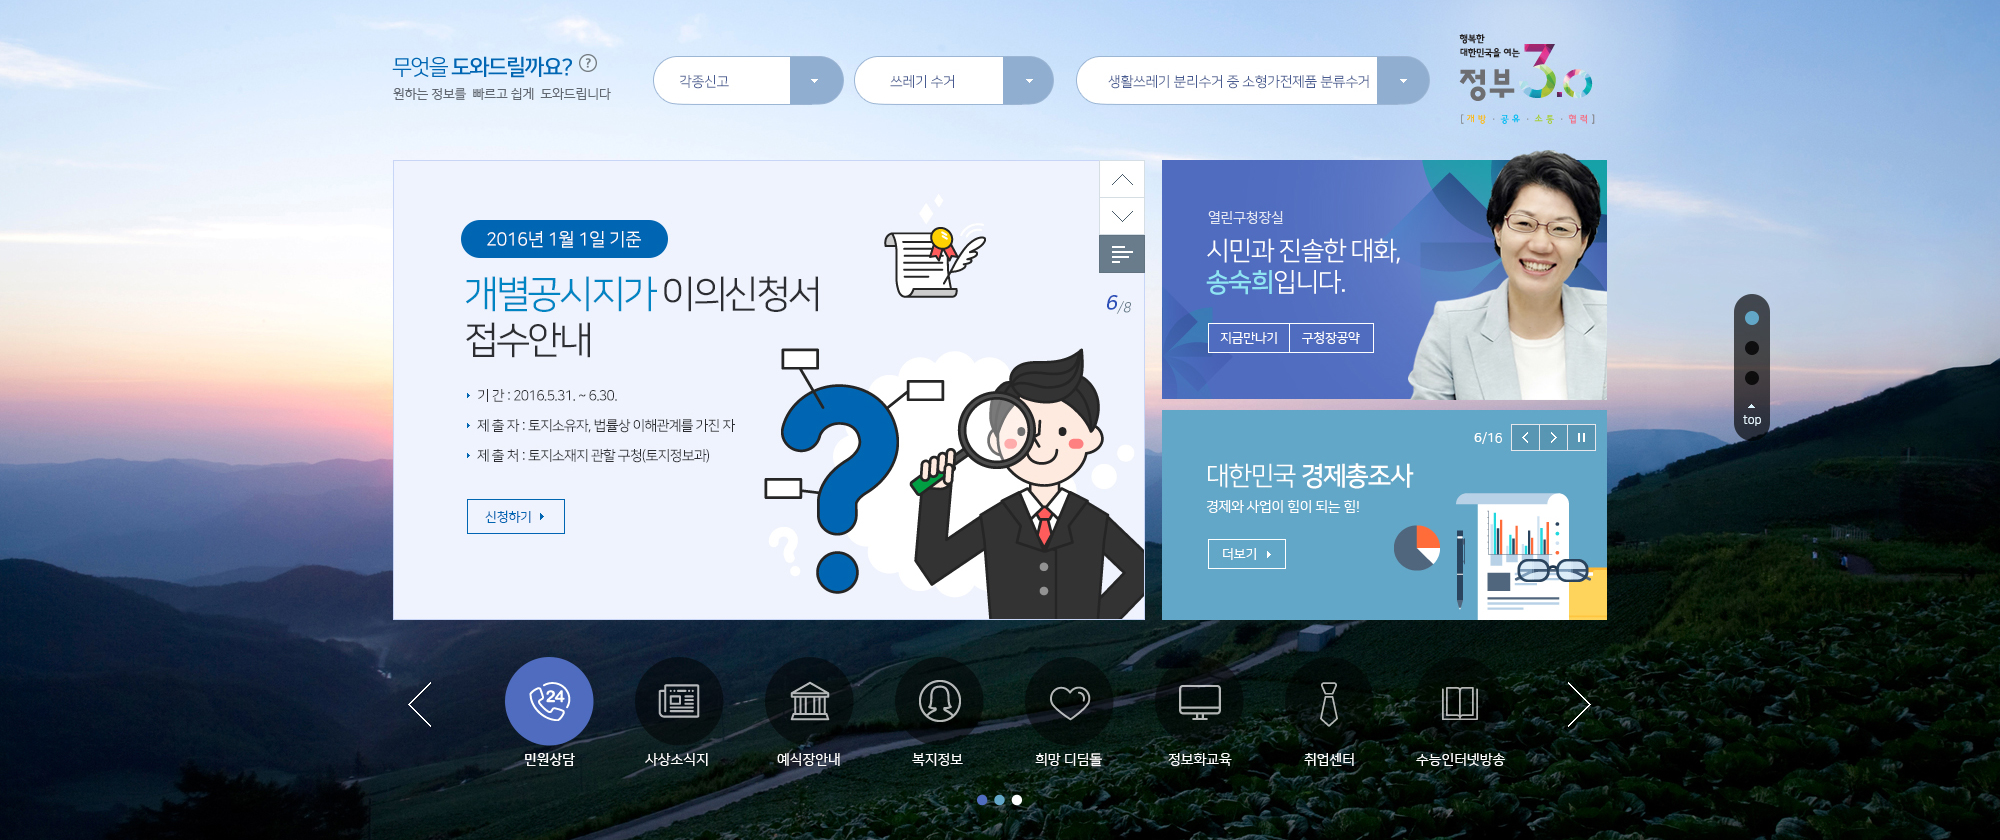 무엇을 도와드릴까요? ?
원하는 정보를 빠르고 쉽게 도와드립니다
각종신고
쓰레기 수거
생활쓰레기 분리수거 중 소형가전제품 분류수거
행복한
대한민국을 여는
정부 3.0
[개방 · 공유 · 소통 · 협력]
2016년 1월 1일 기준
개별공시지가 이의신청서
접수안내
기 간 : 2016.5.31. ~ 6.30.
제 출 자 : 토지소유자, 법률상 이해관계를 가진 자
제 출 처 : 토지소재지 관할 구청(토지정보과)
신청하기
6/8
열린구청장실
시민과 진솔한 대화,
송숙희입니다.
지금만나기
구청장공약
6/16
대한민국 경제총조사
경제와 사업이 힘이 되는 힘!
더보기
top
24
민원상담
사상소식지
예식장안내
복지정보
희망 디딤돌
정보화교육
취업센터
수능인터넷방송